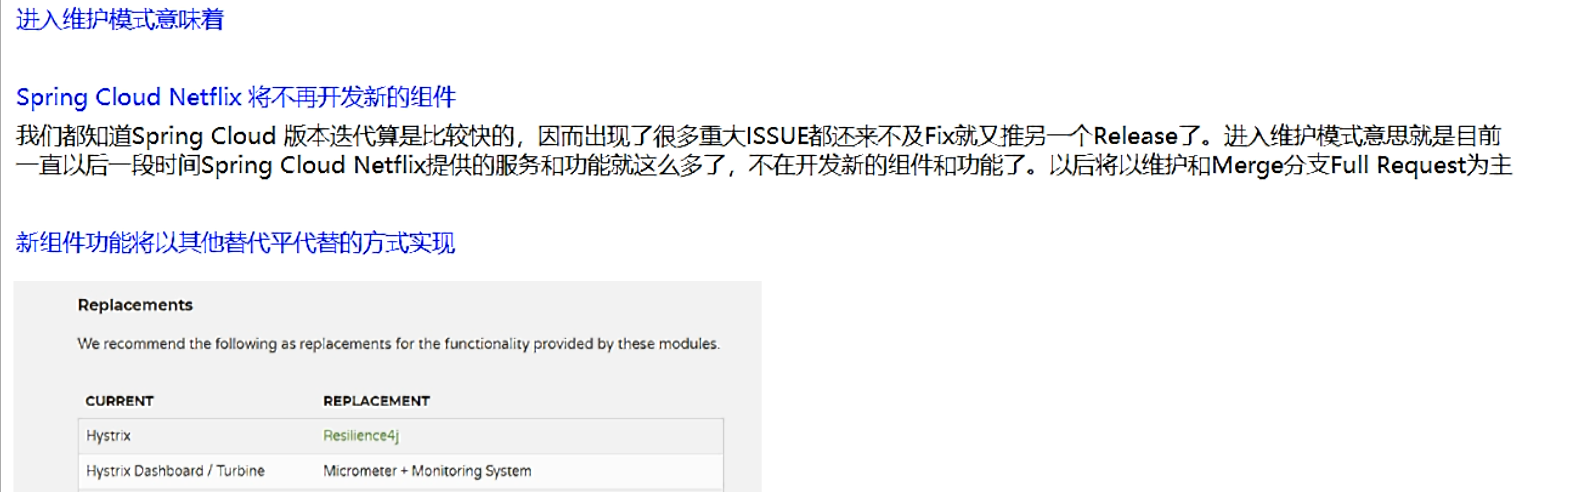 进入维护模式意味着
Spring Cloud Netflix 将不再开发新的组件
我们都知道Spring Cloud 版本迭代算是比较快的，因而出现了很多重大ISSUE都还来不及Fix就又推另一个Release了。进入维护模式意思就是目前
一直以后一段时间Spring Cloud Netflix提供的服务和功能就这么多了，不在开发新的组件和功能了。以后将以维护和Merge分支Full Request为主
新组件功能将以其他替代平代替的方式实现
Replacements
We recommend the following as replacements for the functionality provided by these modules.
CURRENT REPLACEMENT
Hystrix Resilience4j
Hystrix Dashboard / Turbine Micrometer + Monitoring System